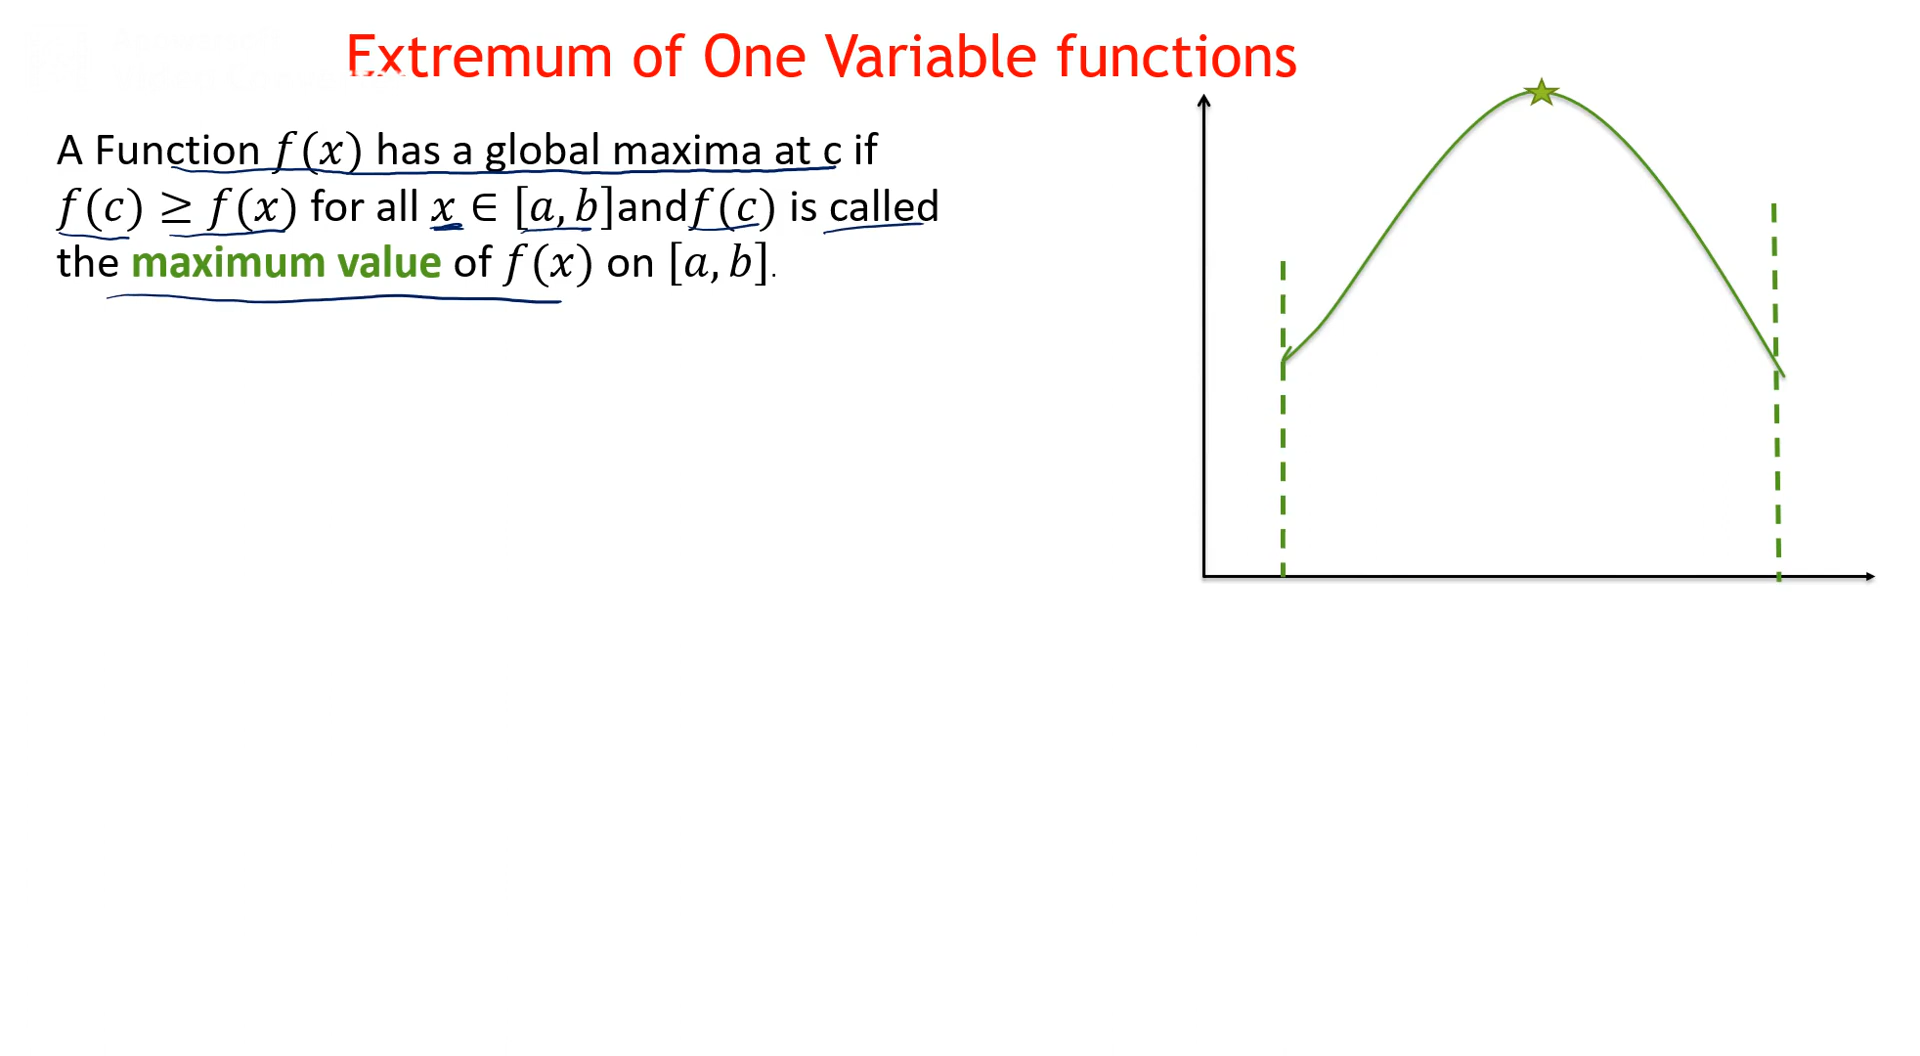 Extremum of One Variable functions
A Function f(x) has a global maxima at c if
f(c) ≥ f(x) for all x ∈ [a, b]andf(c) is called
the maximum value of f(x) on [a, b].